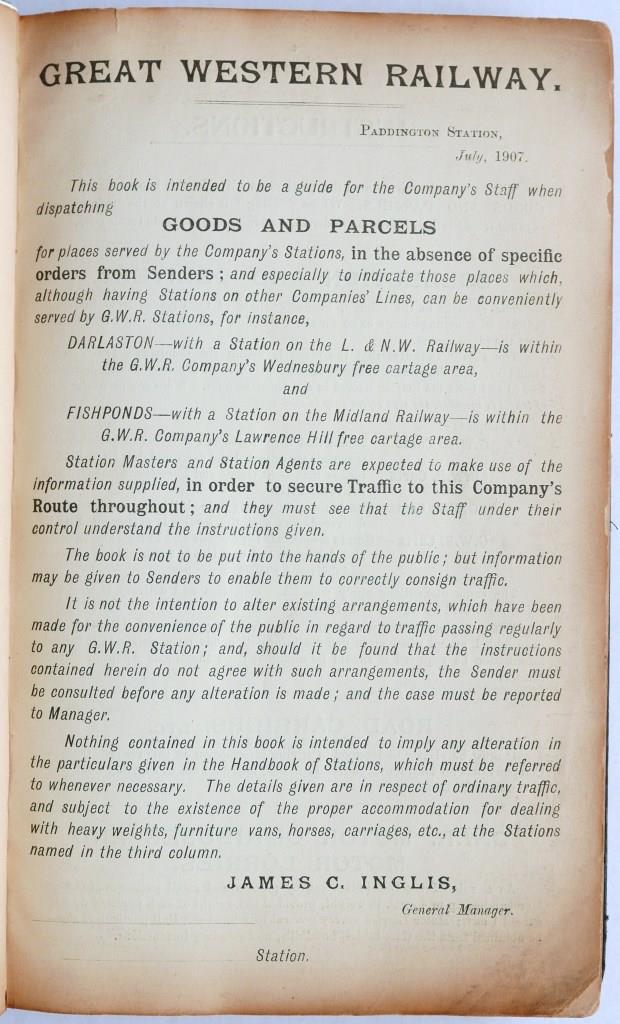 GREAT WESTERN RAILWAY.
PADDINGTON STATION,
July, 1907.
This book is intended to be a guide for the Company's Staff when
dispatching
GOODS AND PARCELS
for places served by the Company's Stations, in the absence of specific
orders from Senders; and especially to indicate those places which,
although having Stations on other Companies' Lines, can be conveniently
served by G.W.R. Stations, for instance,
DARLASTON—with a Station on the L. & N.W. Railway—is within
the G.W.R. Company's Wednesbury free cartage area,
and
FISHPONDS—with a Station on the Midland Railway—is within the
G.W.R. Company's Lawrence Hill free cartage area.
Station Masters and Station Agents are expected to make use of the
information supplied, in order to secure Traffic to this Company's
Route throughout; and they must see that the Staff under their
control understand the instructions given.
The book is not to be put into the hands of the public; but information
may be given to Senders to enable them to correctly consign traffic.
It is not the intention to alter existing arrangements, which have been
made for the convenience of the public in regard to traffic passing regularly
to any G.W.R. Station; and, should it be found that the instructions
contained herein do not agree with such arrangements, the Sender must
be consulted before any alteration is made; and the case must be reported
to Manager.
Nothing contained in this book is intended to imply any alteration in
the particulars given in the Handbook of Stations, which must be referred
to whenever necessary. The details given are in respect of ordinary traffic,
and subject to the existence of the proper accommodation for dealing
with heavy weights, furniture vans, horses, carriages, etc., at the Stations
named in the third column.
JAMES C. INGLIS,
General Manager.
Station.